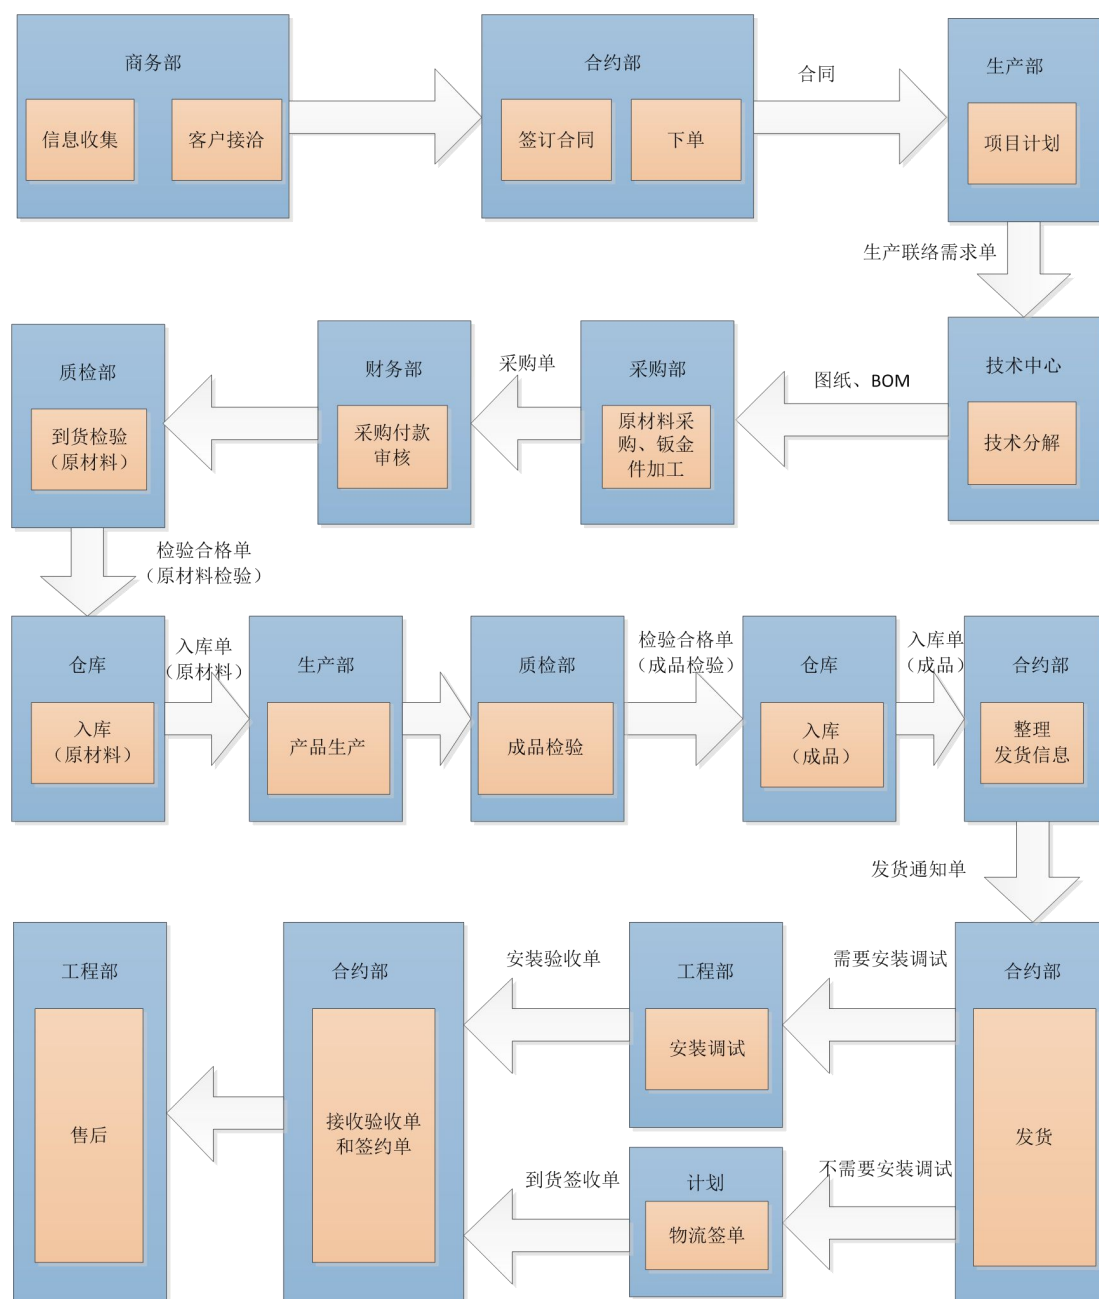 商务部
信息收集
客户接洽
合约部
签订合同
下单
合同
生产部
项目计划
生产联络需求单
技术中心
技术分解
图纸、BOM
采购部
原材料采
购、钣金
件加工
采购单
财务部
采购付款
审核
质检部
到货检验
（原材料）
检验合格单
（原材料检验）
仓库
入库
（原材料）
入库单
（原材料）
生产部
产品生产
质检部
成品检验
检验合格单
（成品检验）
仓库
入库
（成品）
入库单
（成品）
合约部
整理
发货信息
发货通知单
合约部
发货
需要安装调试
不需要安装调试
工程部
安装调试
计划
物流签单
安装验收单
到货签收单
合约部
接收验收单
和签约单
工程部
售后